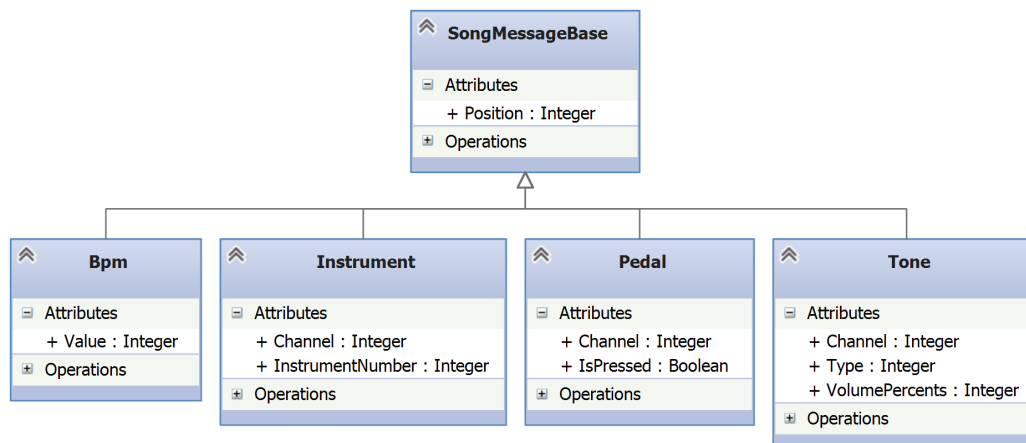 SongMessageBase
Attributes
+ Position : Integer
Operations
Bpm
Attributes
+ Value : Integer
Operations
Instrument
Attributes
+ Channel : Integer
+ InstrumentNumber : Integer
Operations
Pedal
Attributes
+ Channel : Integer
+ IsPressed : Boolean
Operations
Tone
Attributes
+ Channel : Integer
+ Type : Integer
+ VolumePercents : Integer
Operations